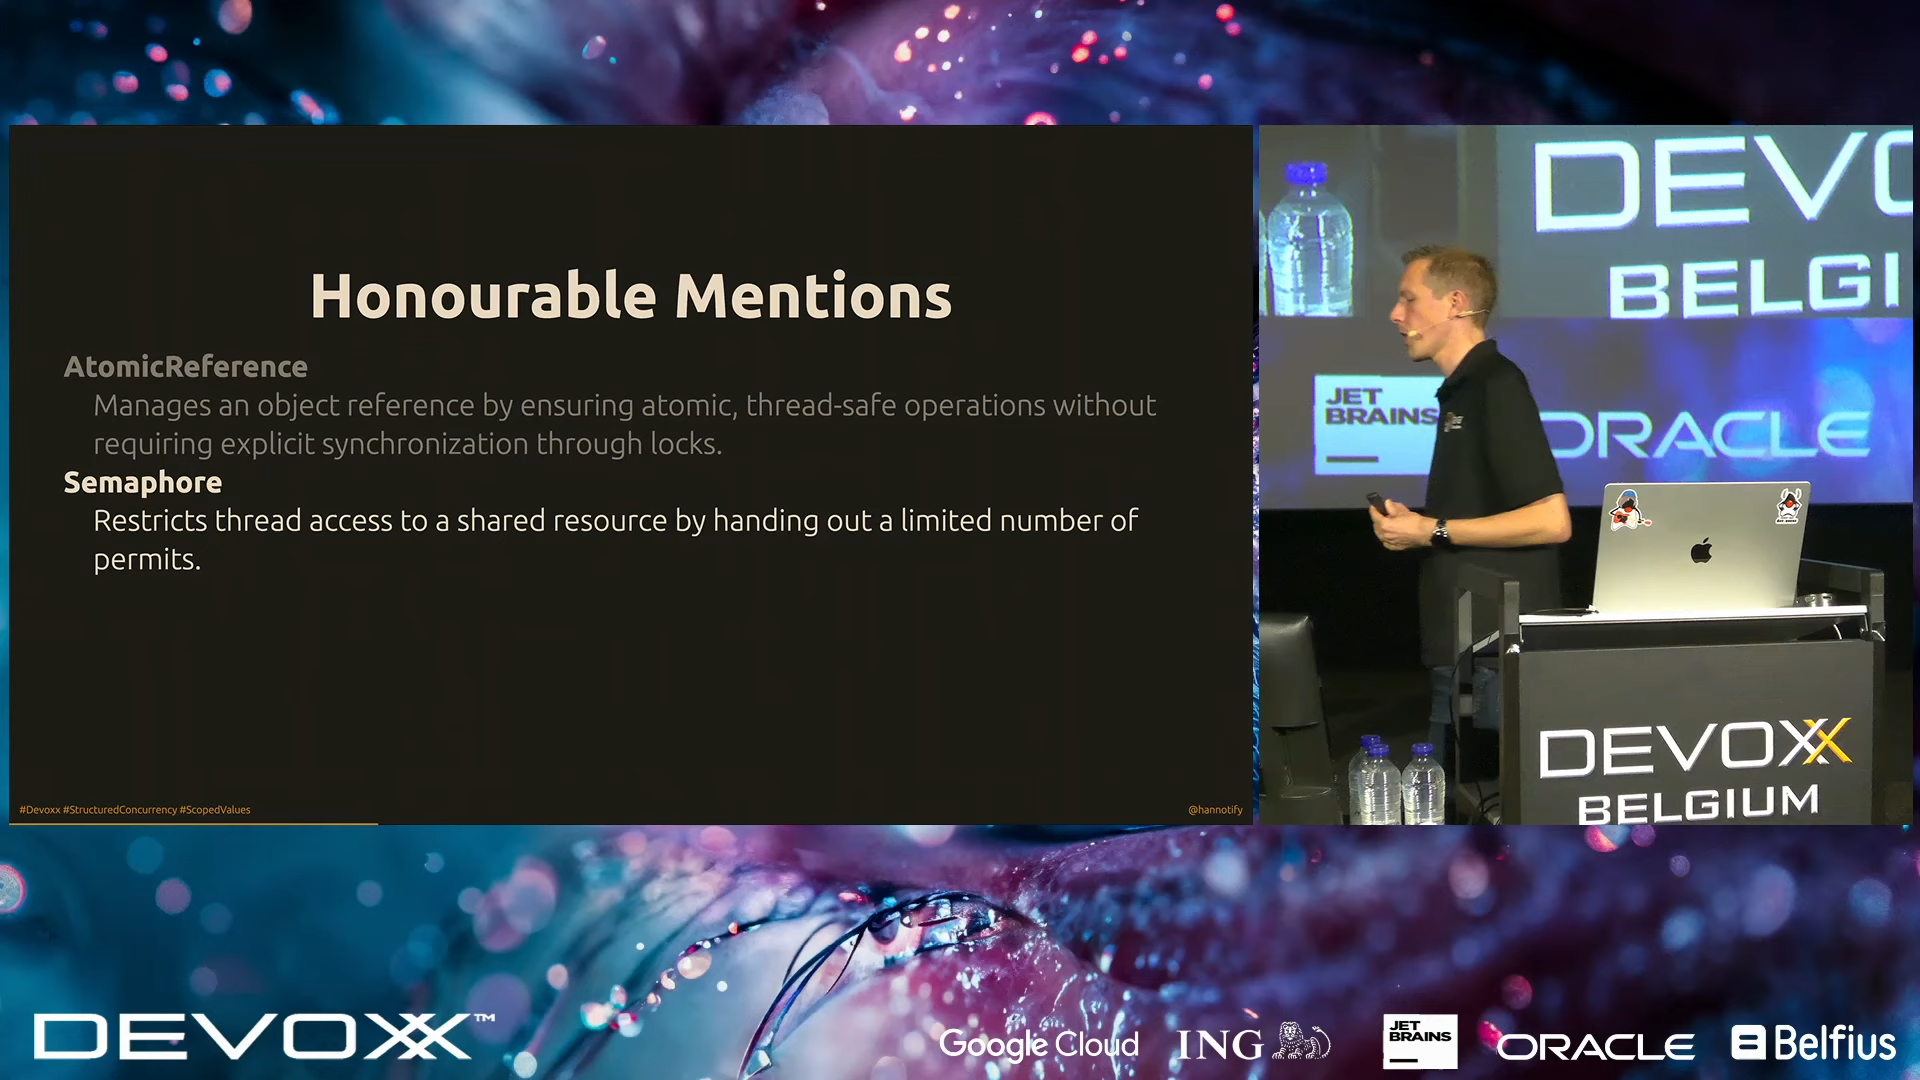 Honourable Mentions
AtomicReference
Manages an object reference by ensuring atomic, thread-safe operations without
requiring explicit synchronization through locks.
Semaphore
Restricts thread access to a shared resource by handing out a limited number of
permits.
#Devoxx #StructuredConcurrency #ScopedValues
@hannotify
DEVO
BELGI
JET
BRAINS
ORACLE
DEVOXX
BELGIUM
DEVOXX™
Google Cloud
ING
JET
BRAINS
ORACLE
Belfius